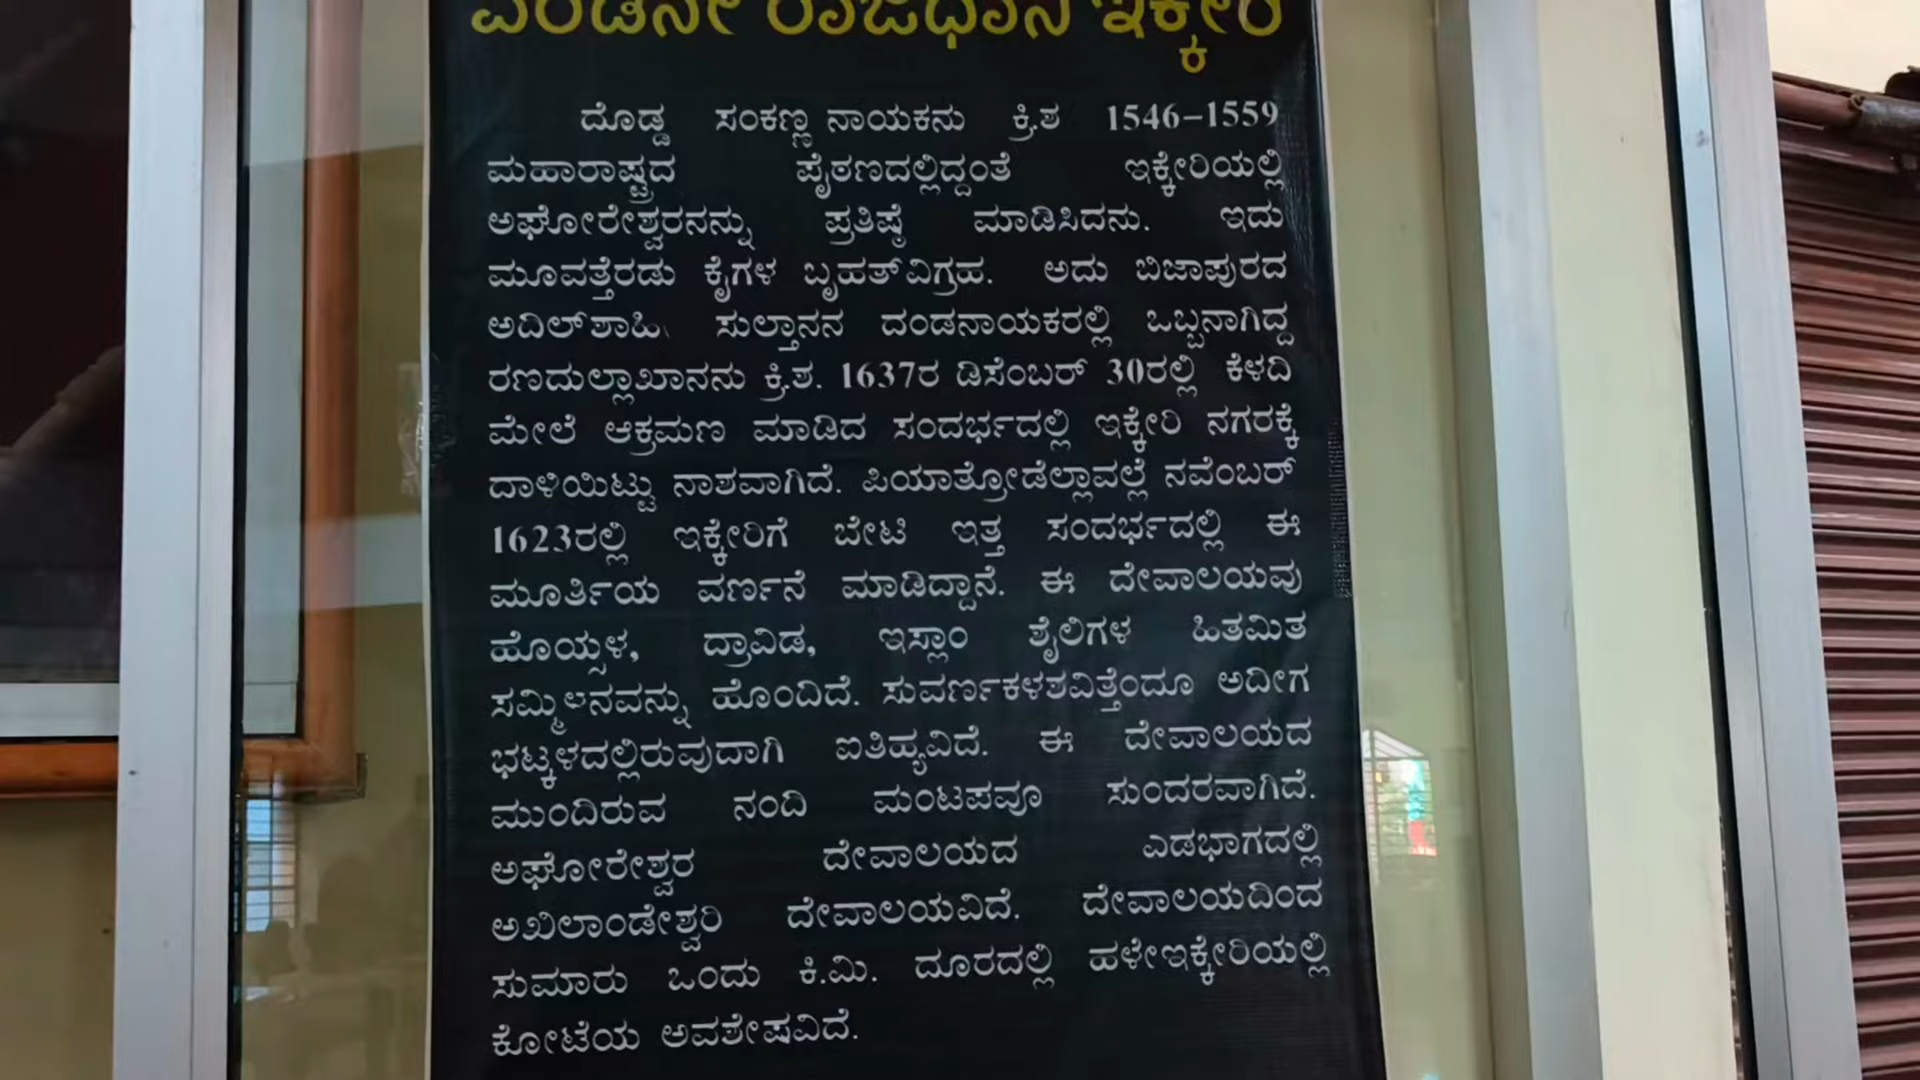 ಎರಡನೇ ರಾಜಧಾನಿ ಇಕ್ಕೇರಿ
ದೊಡ್ಡ ಸಂಕಣ್ಣ ನಾಯಕನು ಕ್ರಿ.ಶ 1546-1559
ಮಹಾರಾಷ್ಟ್ರದ ಪೈಠಣದಲ್ಲಿದ್ದಂತೆ ಇಕ್ಕೇರಿಯಲ್ಲಿ
ಅಘೋರೇಶ್ವರನನ್ನು ಪ್ರತಿಷ್ಠೆ ಮಾಡಿಸಿದನು. ಇದು
ಮೂವತ್ತೆರಡು ಕೈಗಳ ಬೃಹತ್‌ವಿಗ್ರಹ. ಅದು ಬಿಜಾಪುರದ
ಅದಿಲ್‌ಶಾಹಿ ಸುಲ್ತಾನನ ದಂಡನಾಯಕರಲ್ಲಿ ಒಬ್ಬನಾಗಿದ್ದ
ರಣದುಲ್ಲಾಖಾನನು ಕ್ರಿ.ಶ. 1637ರ ಡಿಸೆಂಬರ್ 30ರಲ್ಲಿ ಕೆಳದಿ
ಮೇಲೆ ಆಕ್ರಮಣ ಮಾಡಿದ ಸಂದರ್ಭದಲ್ಲಿ ಇಕ್ಕೇರಿ ನಗರಕ್ಕೆ
ದಾಳಿಯಿಟ್ಟು ನಾಶವಾಗಿದೆ. ಪಿಯಾತ್ರೋಡೆಲ್ಲಾವಲ್ಲೆ ನವೆಂಬರ್
1623ರಲ್ಲಿ ಇಕ್ಕೇರಿಗೆ ಬೇಟಿ ಇತ್ತ ಸಂದರ್ಭದಲ್ಲಿ ಈ
ಮೂರ್ತಿಯ ವರ್ಣನೆ ಮಾಡಿದ್ದಾನೆ. ಈ ದೇವಾಲಯವು
ಹೊಯ್ಸಳ, ದ್ರಾವಿಡ, ಇಸ್ಲಾಂ ಶೈಲಿಗಳ ಹಿತಮಿತ
ಸಮ್ಮಿಲನವನ್ನು ಹೊಂದಿದೆ. ಸುವರ್ಣಕಳಶವಿತ್ತೆಂದೂ ಅದೀಗ
ಭಟ್ಕಳದಲ್ಲಿರುವುದಾಗಿ ಐತಿಹ್ಯವಿದೆ. ಈ ದೇವಾಲಯದ
ಮುಂದಿರುವ ನಂದಿ ಮಂಟಪವೂ ಸುಂದರವಾಗಿದೆ.
ಅಘೋರೇಶ್ವರ ದೇವಾಲಯದ ಎಡಭಾಗದಲ್ಲಿ
ಅಖಿಲಾಂಡೇಶ್ವರಿ ದೇವಾಲಯವಿದೆ. ದೇವಾಲಯದಿಂದ
ಸುಮಾರು ಒಂದು ಕಿ.ಮಿ. ದೂರದಲ್ಲಿ ಹಳೇಇಕ್ಕೇರಿಯಲ್ಲಿ
ಕೋಟೆಯ ಅವಶೇಷವಿದೆ.